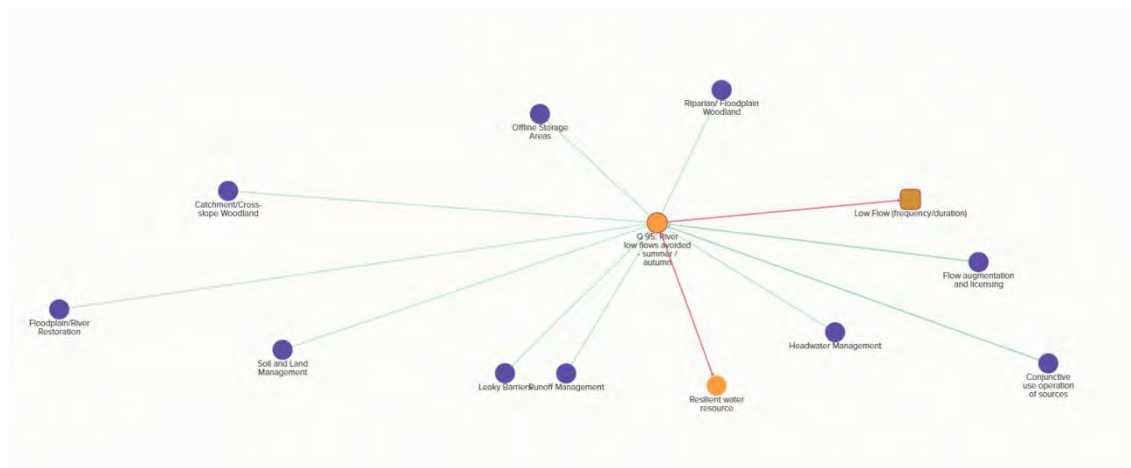 Riparian/ Floodplain
Woodland
Offline Storage
Areas
Catchment/Cross-
slope Woodland
Low Flow (frequency/duration)
Q 95: River
low flows avoided
- summer /
autumn
Flow augmentation
and licensing
Floodplain/River
Restoration
Headwater Management
Soil and Land
Management
Leaky Barriers
Runoff Management
Conjunctive
use operation
of sources
Resilient water
resource